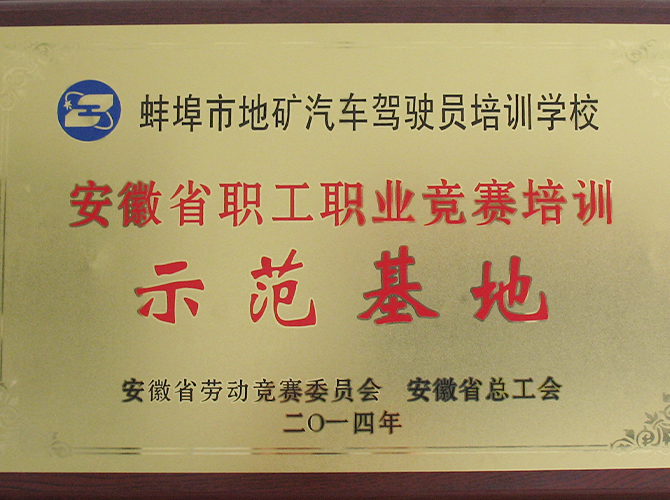 蚌埠市地矿汽车驾驶员培训学校
安徽省职工职业竞赛培训
示范基地
安徽省劳动竞赛委员会 安徽省总工会
二〇一四年